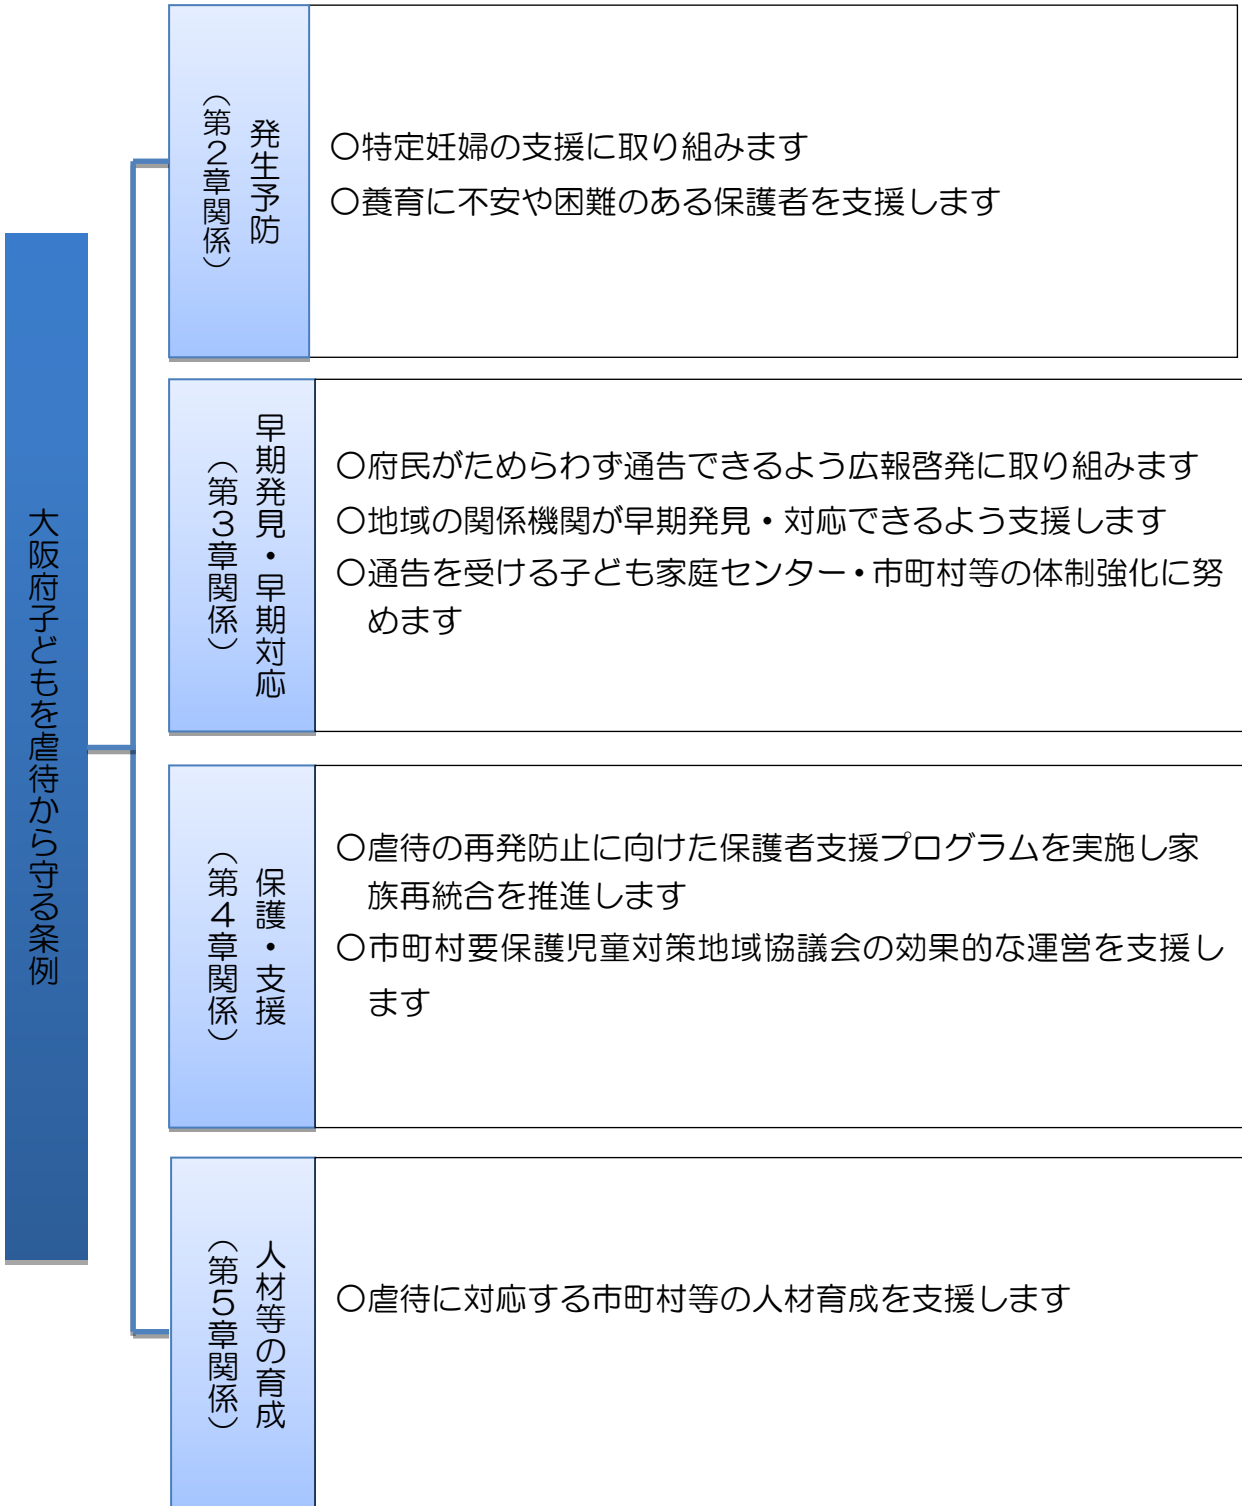 大阪府子どもを虐待から守る条例
発生予防
（第２章関係）
〇特定妊婦の支援に取り組みます
〇養育に不安や困難のある保護者を支援します
早期発見・早期対応
（第３章関係）
〇府民がためらわず通告できるよう広報啓発に取り組みます
〇地域の関係機関が早期発見・対応できるよう支援します
〇通告を受ける子ども家庭センター・市町村等の体制強化に努
めます
保護・支援
（第４章関係）
〇虐待の再発防止に向けた保護者支援プログラムを実施し家
族再統合を推進します
〇市町村要保護児童対策地域協議会の効果的な運営を支援し
ます
人材等の育成
（第５章関係）
〇虐待に対応する市町村等の人材育成を支援します